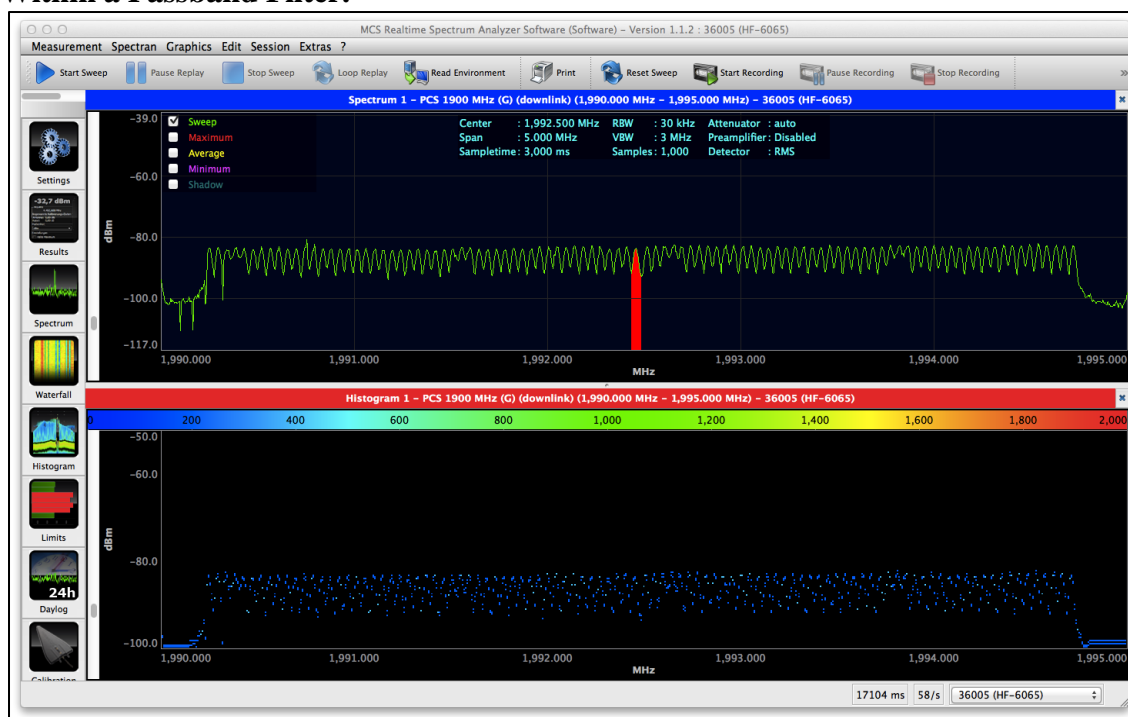 Within a Passband Filter:
MCS Realtime Spectrum Analyzer Software (Software) – Version 1.1.2 : 36005 (HF-6065)
Measurement Spectran Graphics Edit Session Extras ?
Start Sweep Pause Replay Stop Sweep Loop Replay Read Environment Print Reset Sweep Start Recording Pause Recording Stop Recording »
Spectrum 1 – PCS 1900 MHz (G) (downlink) (1,990.000 MHz – 1,995.000 MHz) – 36005 (HF-6065)
Settings
-32,7 dBm
Results
Spectrum
Waterfall
Histogram
Limits
24h
Daylog
Calibration
-39.0
-60.0
-80.0
-100.0
-117.0
dBm
Sweep
Maximum
Average
Minimum
Shadow
Center : 1,992.500 MHz RBW : 30 kHz Attenuator : auto
Span : 5.000 MHz VBW : 3 MHz Preamplifier: Disabled
Sampletime: 3,000 ms Samples: 1,000 Detector : RMS
1,990.000 1,991.000 1,992.000 1,993.000 1,994.000 1,995.000
MHz
Histogram 1 – PCS 1900 MHz (G) (downlink) (1,990.000 MHz – 1,995.000 MHz) – 36005 (HF-6065)
0 200 400 600 800 1,000 1,200 1,400 1,600 1,800 2,000
-50.0
-60.0
-80.0
-100.0
dBm
1,990.000 1,991.000 1,992.000 1,993.000 1,994.000 1,995.000
MHz
17104 ms 58/s 36005 (HF-6065)